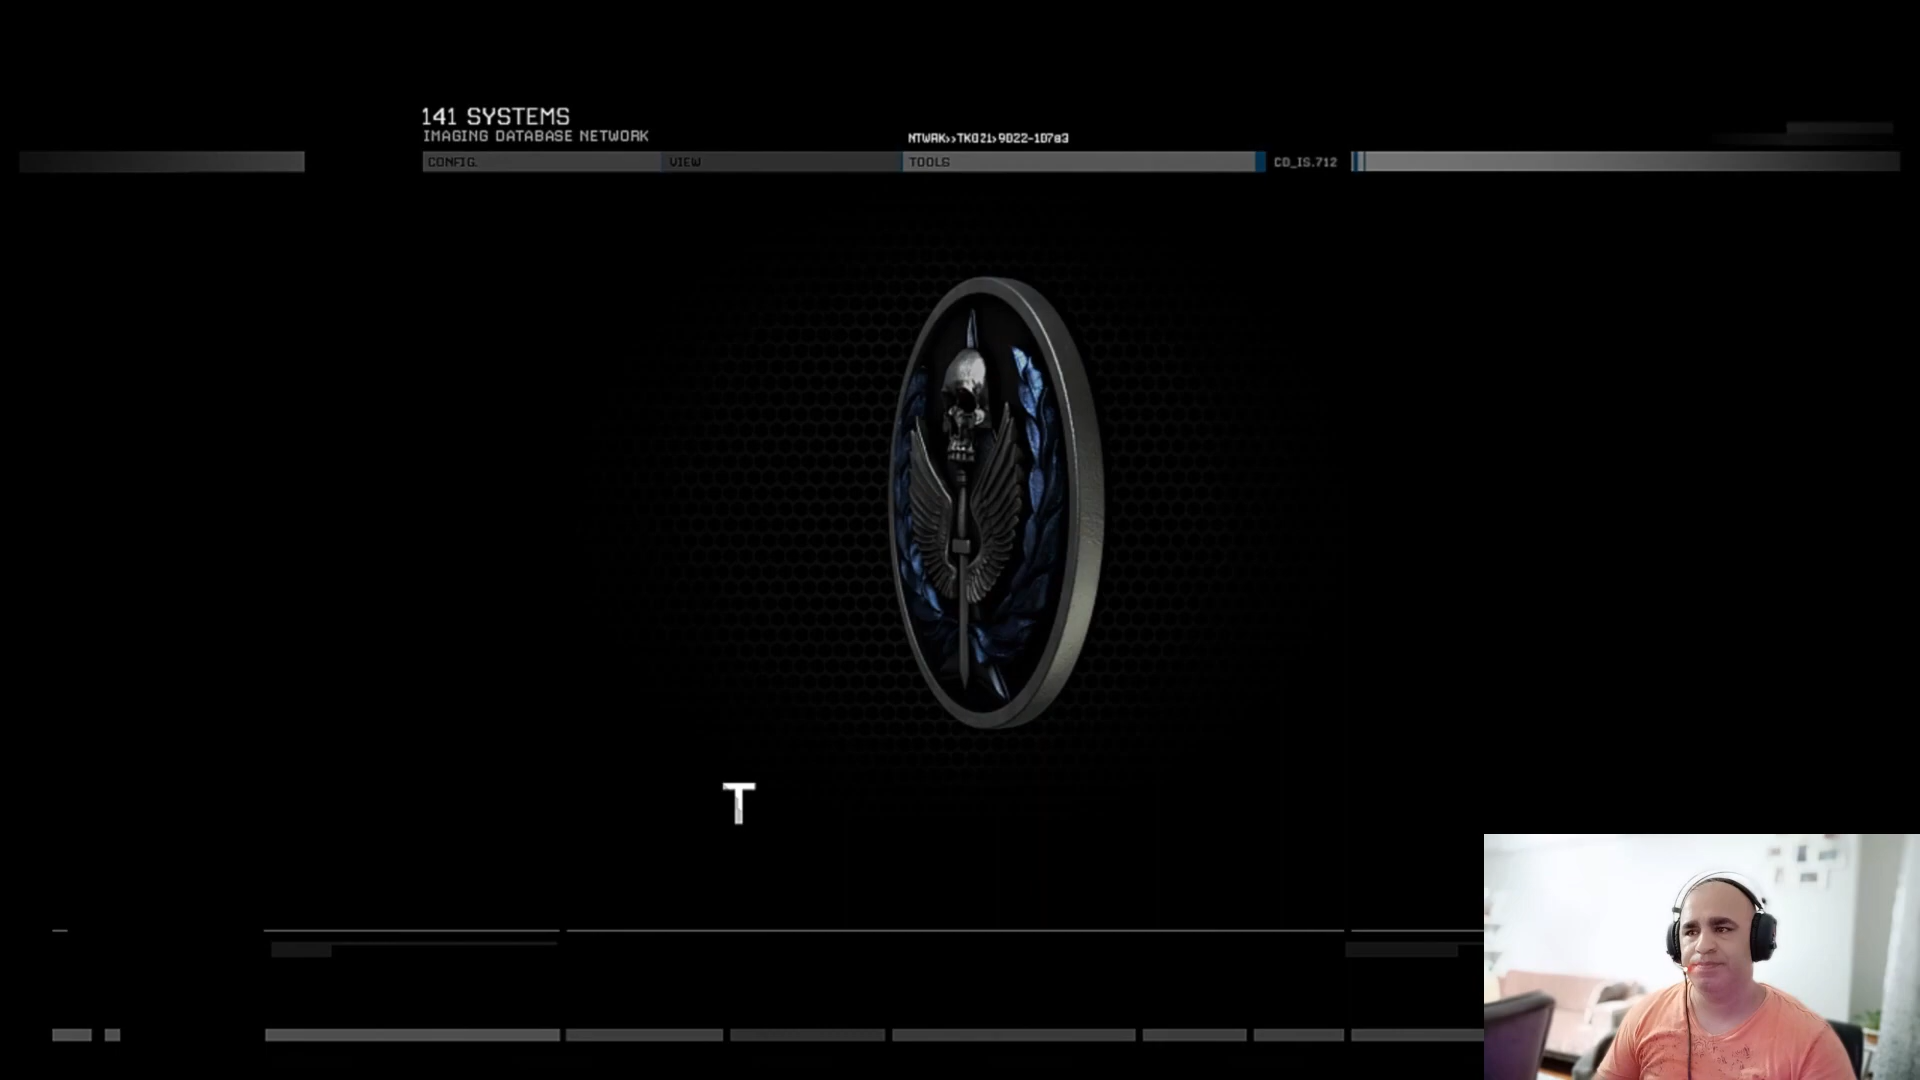 141 SYSTEMS
IMAGING DATABASE NETWORK
NTWRK>>TK021>9022-107a3
CONFIG. VIEW TOOLS CD_IS.712
T